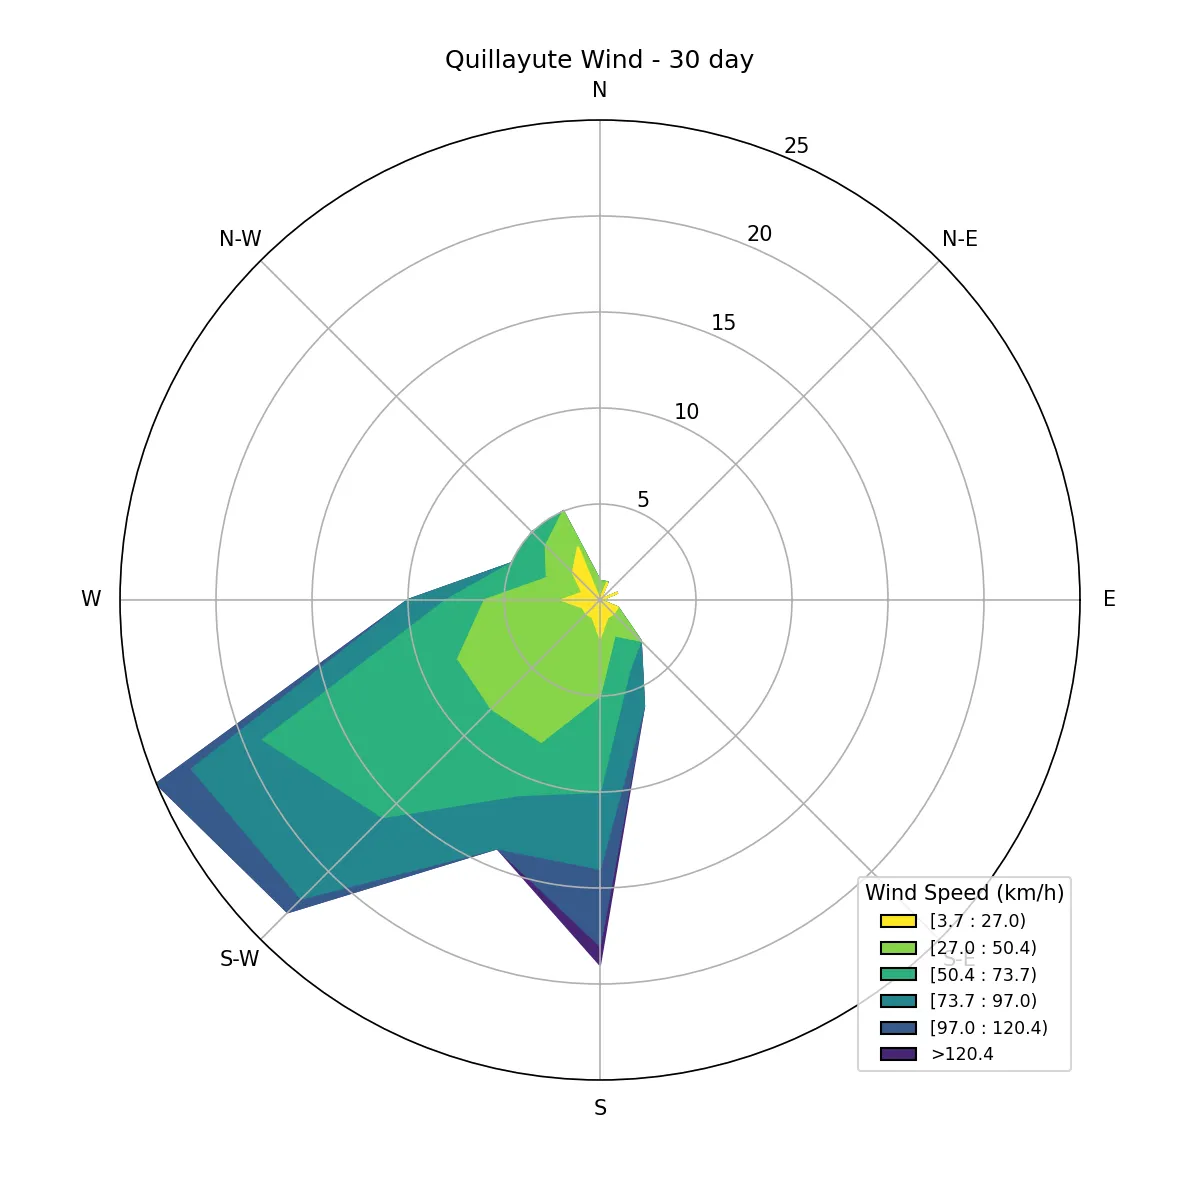 Quillayute Wind - 30 day
N
25
N-W
N-E
20
15
10
5
W
E
S-W
S-E
Wind Speed (km/h)
[3.7 : 27.0)
[27.0 : 50.4)
[50.4 : 73.7)
[73.7 : 97.0)
[97.0 : 120.4)
>120.4
S